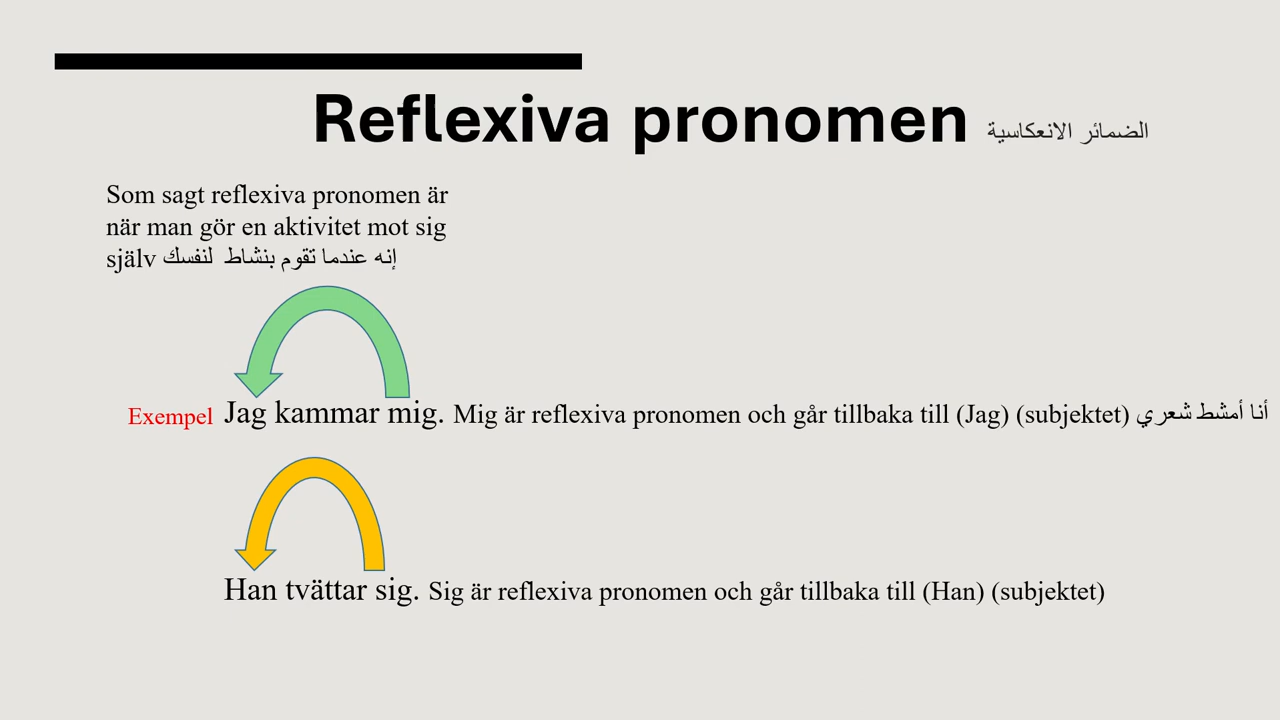 Reflexiva pronomen الضمائر الانعكاسية
Som sagt reflexiva pronomen är
när man gör en aktivitet mot sig
själv إنه عندما تقوم بنشاط لنفسك
Exempel Jag kammar mig. Mig är reflexiva pronomen och går tillbaka till (Jag) (subjektet) أنا أمشط شعري
Han tvättar sig. Sig är reflexiva pronomen och går tillbaka till (Han) (subjektet)